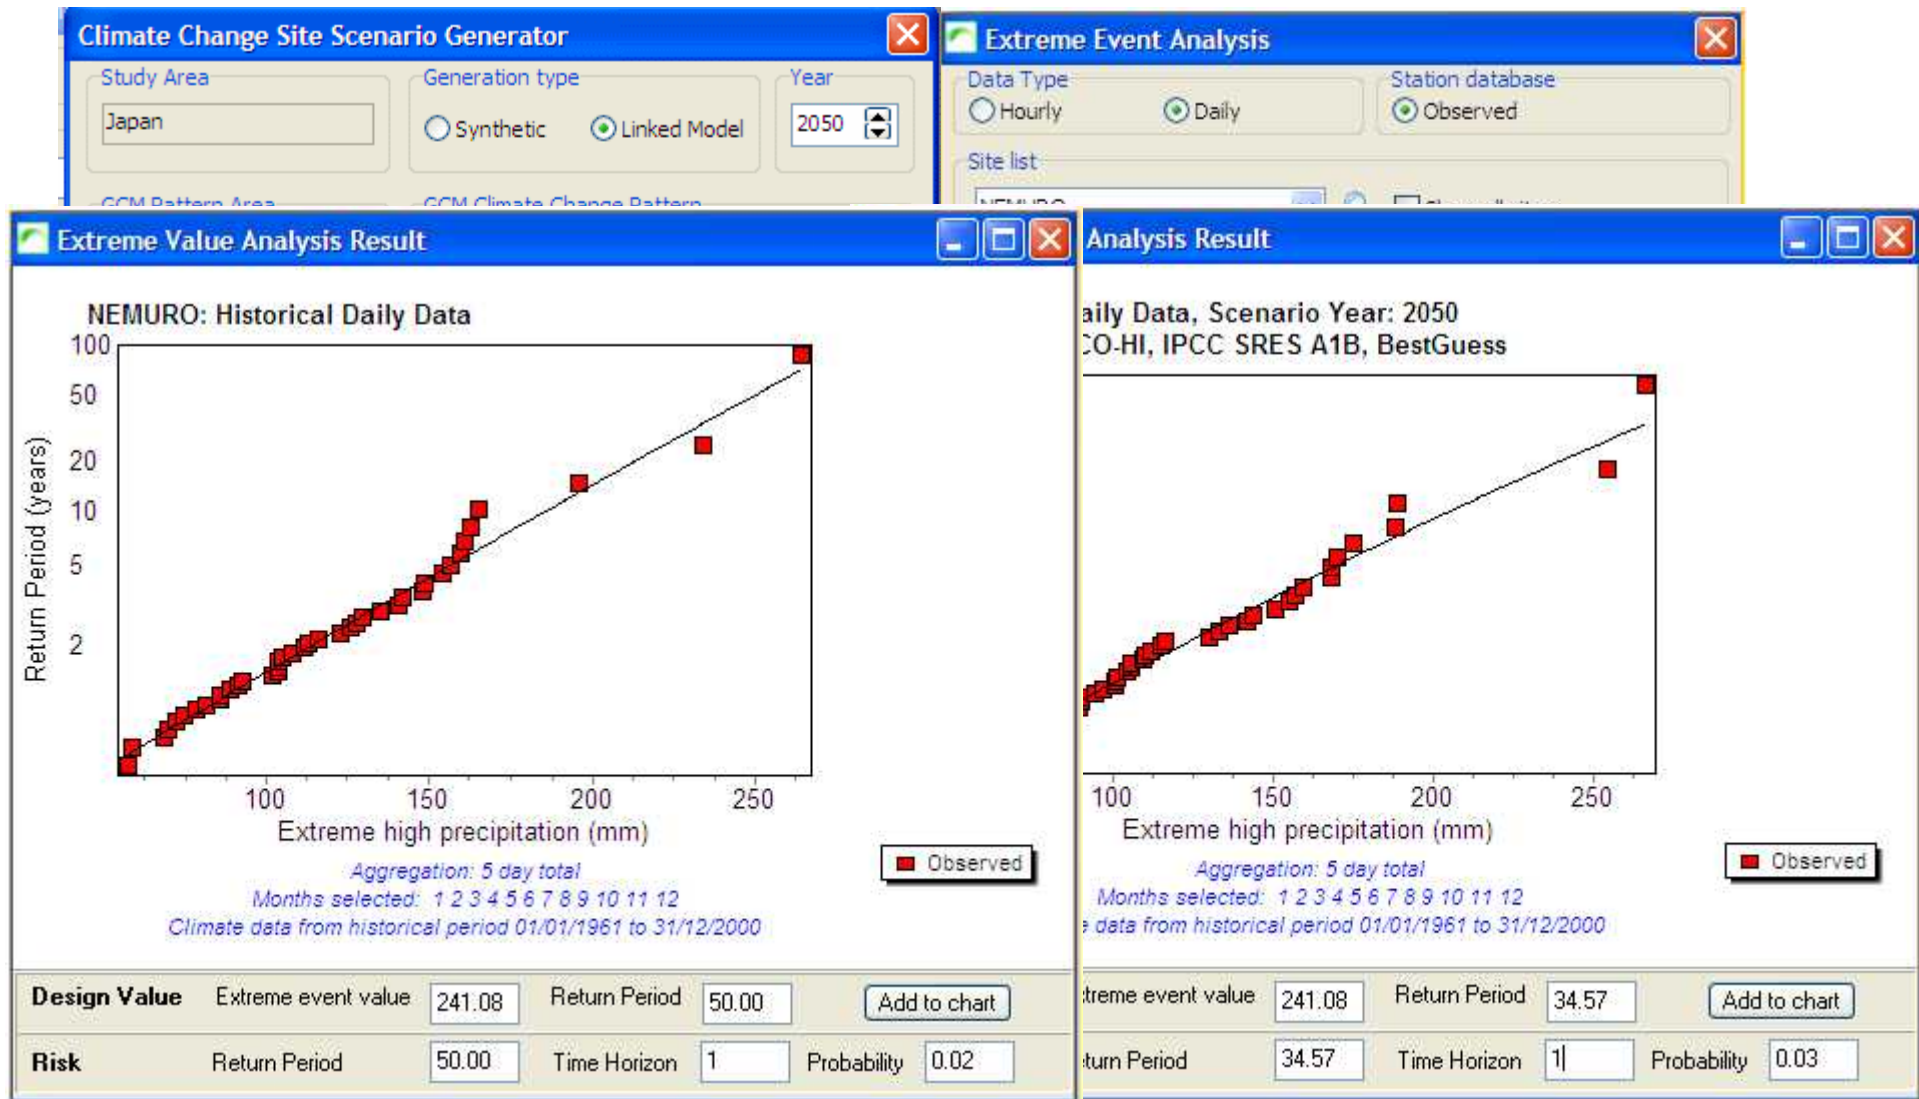 Climate Change Site Scenario Generator
Study Area
Generation type
Year
Japan
Synthetic
Linked Model
2050
GCM Pattern Area
GCM Climate Change Pattern
Extreme Event Analysis
Data Type
Station database
Hourly
Daily
Observed
Site list
NEMURO
Extreme Value Analysis Result
NEMURO: Historical Daily Data
Return Period (years)
100
50
20
10
5
2
100 150 200 250
Extreme high precipitation (mm)
Observed
Aggregation: 5 day total
Months selected: 1 2 3 4 5 6 7 8 9 10 11 12
Climate data from historical period 01/01/1961 to 31/12/2000
Design Value Extreme event value 241.08 Return Period 50.00 Add to chart
Risk Return Period 50.00 Time Horizon 1 Probability 0.02
Analysis Result
aily Data, Scenario Year: 2050
CO-HI, IPCC SRES A1B, BestGuess
100 150 200 250
Extreme high precipitation (mm)
Observed
Aggregation: 5 day total
Months selected: 1 2 3 4 5 6 7 8 9 10 11 12
data from historical period 01/01/1961 to 31/12/2000
treme event value 241.08 Return Period 34.57 Add to chart
turn Period 34.57 Time Horizon 1 Probability 0.03